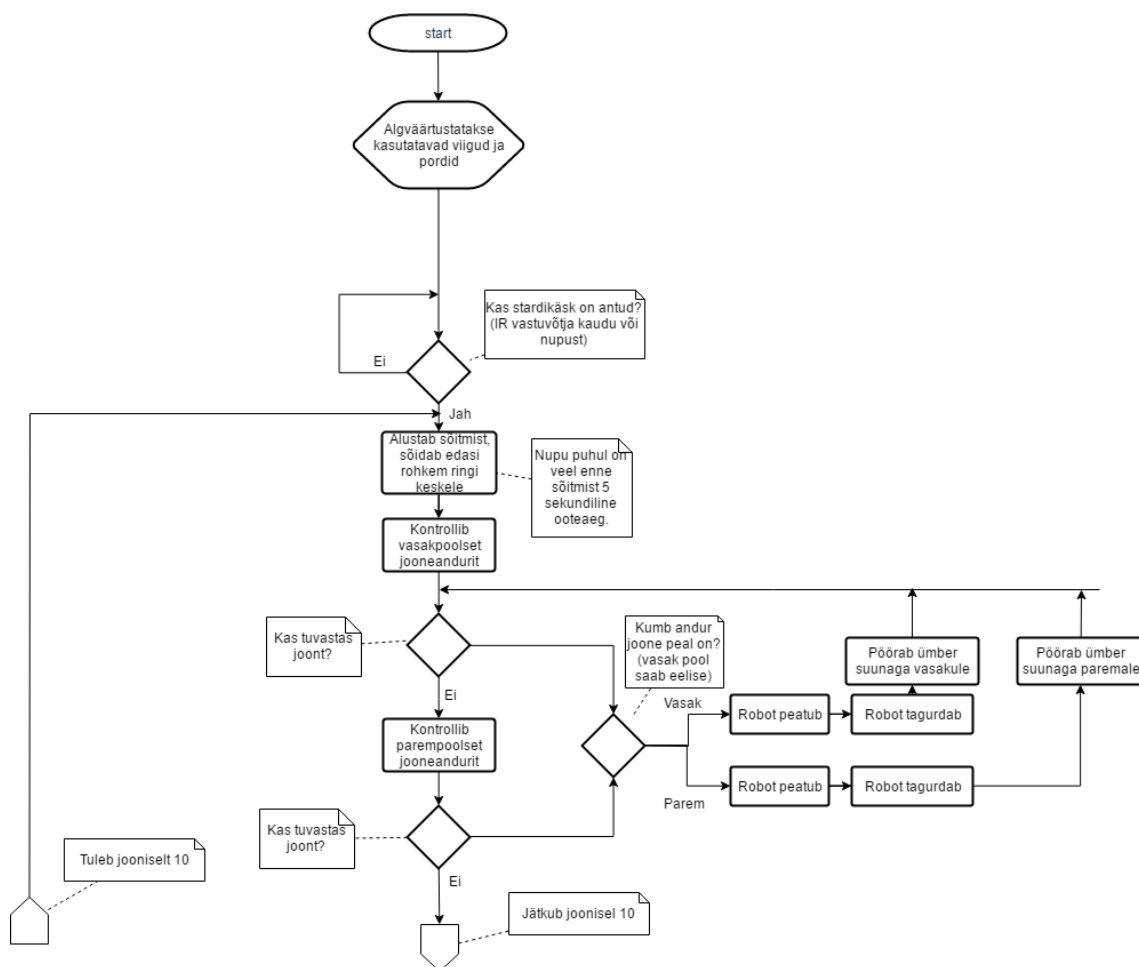 start
Algväärtustatakse
kasutatavad viigud ja
pordid
Kas stardikäsk on antud?
(IR vastuvõtja kaudu või
nupust)
Ei
Jah
Alustab sõitmist,
sõidab edasi
rohkem ringi
keskele
Nupu puhul on
veel enne
sõitmist 5
sekundiline
ooteaeg.
Kontrollib
vasakpoolset
jooneandurit
Kas tuvastas
joont?
Kumb andur
joone peal on?
(vasak pool
saab eelise)
Pöörab ümber
suunaga vasakule
Pöörab ümber
suunaga paremale
Ei
Vasak
Robot peatub
Robot tagurdab
Kontrollib
parempoolset
jooneandurit
Robot peatub
Robot tagurdab
Parem
Kas tuvastas
joont?
Ei
Tuleb jooniselt 10
Jätkub joonisel 10